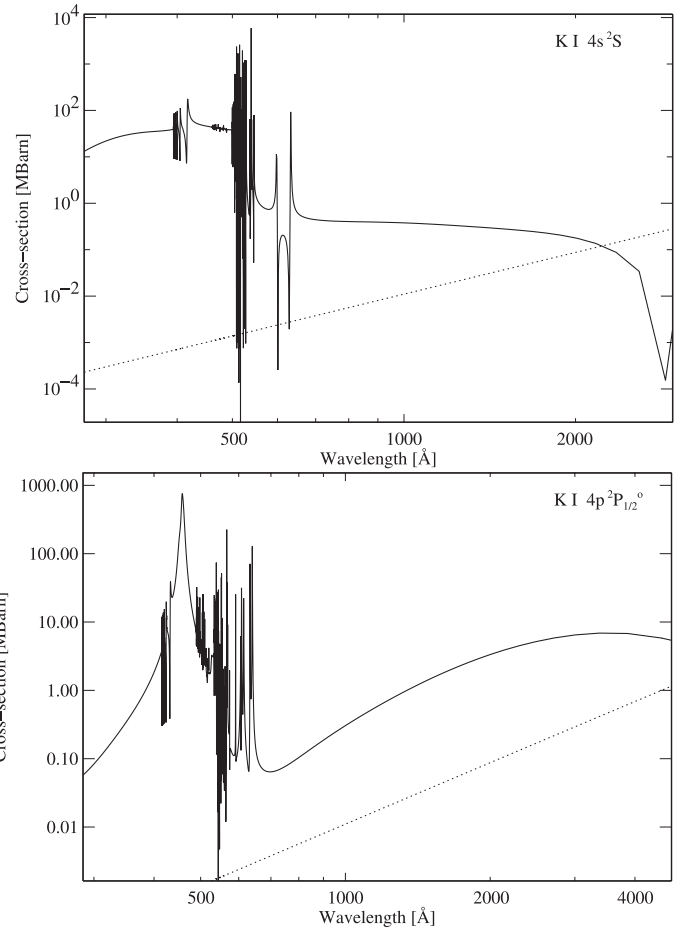 10^4
K I 4s ²S
10^2
10^0
10^−2
10^−4
Cross−section [MBarn]
500 1000 2000
Wavelength [Å]
1000.00
K I 4p ²P₁/₂ᵒ
100.00
10.00
1.00
0.10
0.01
Cross−section [MBarn]
500 1000 2000 4000
Wavelength [Å]